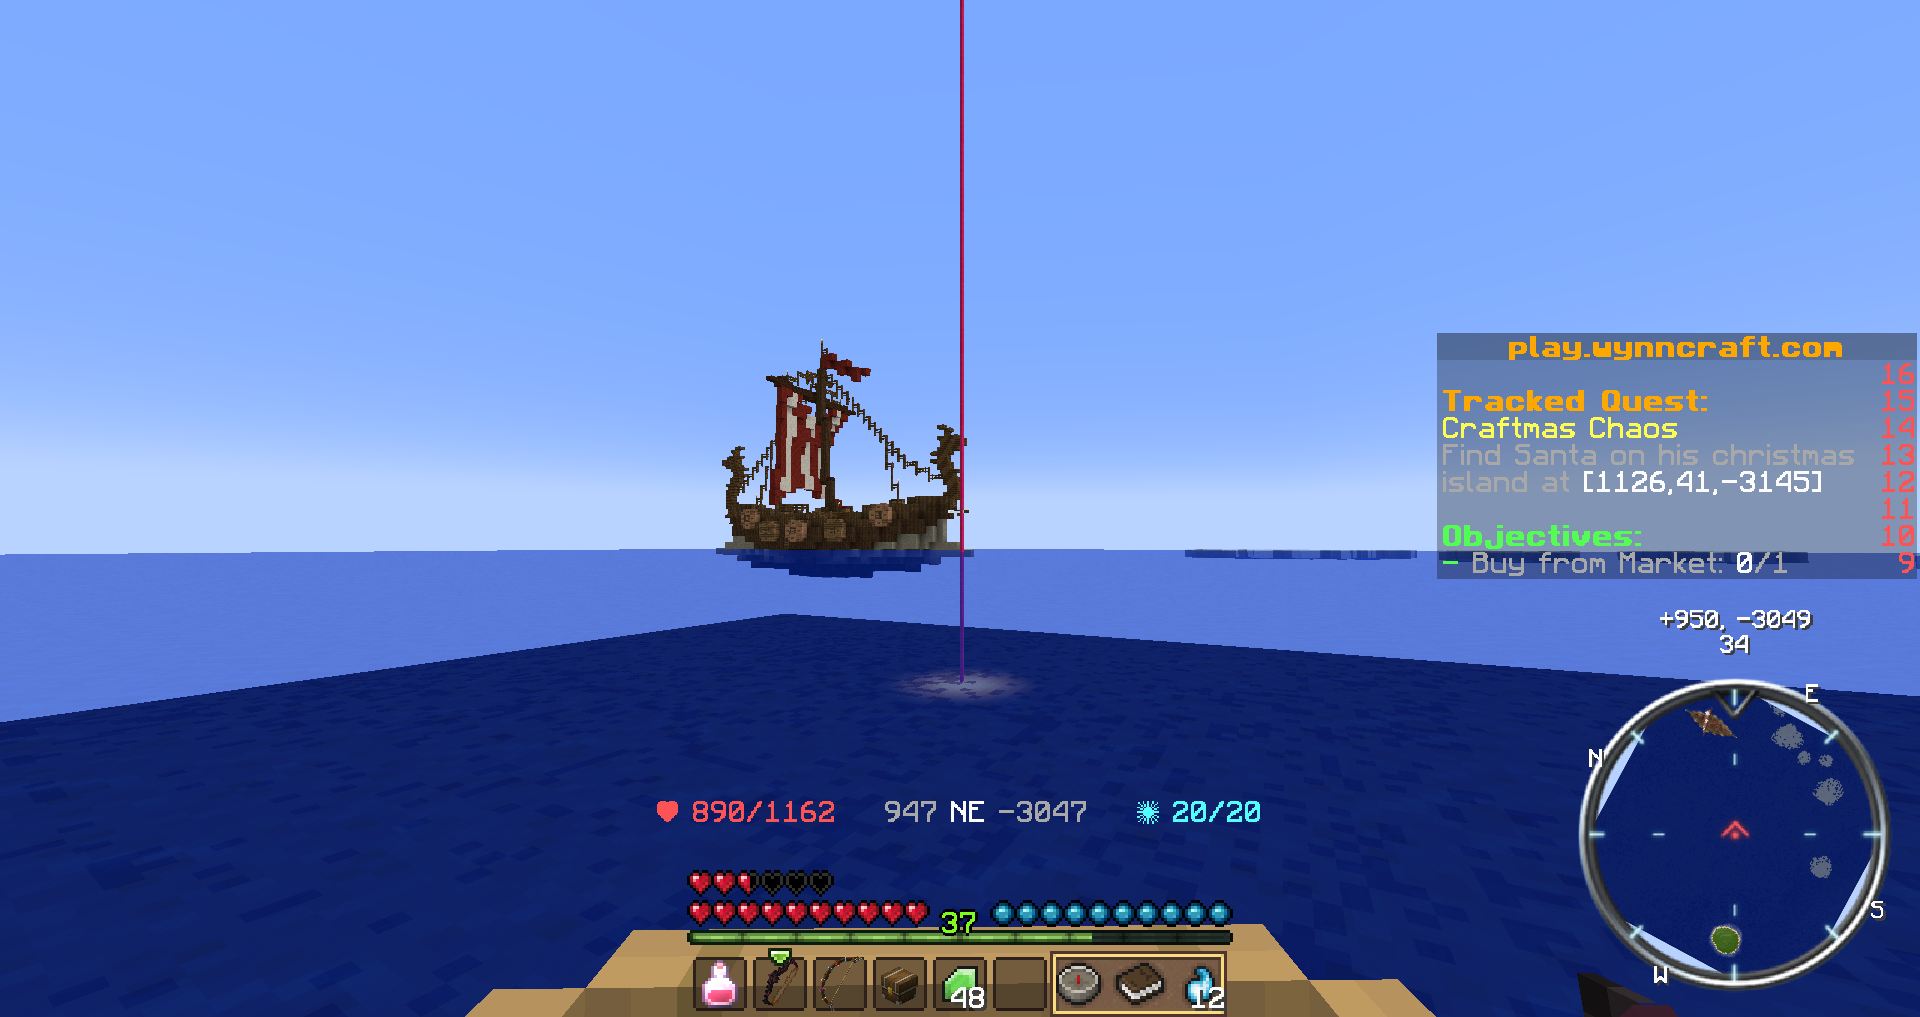 play.wynncraft.com
16
Tracked Quest: 15
Craftmas Chaos 14
Find Santa on his christmas 13
island at [1126,41,-3145] 12
11
Objectives: 10
- Buy from Market: 0/1 9
+950, -3049
34
E
N
S
W
890/1162 947 NE -3047 20/20
37
48
12